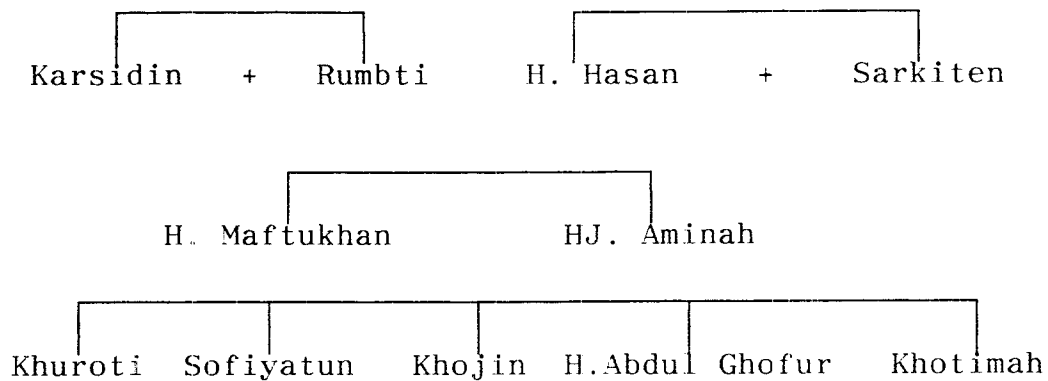 Karsidin + Rumbti H. Hasan + Sarkiten
H. Maftukhan HJ. Aminah
Khuroti Sofiyatun Khojin H.Abdul Ghofur Khotimah